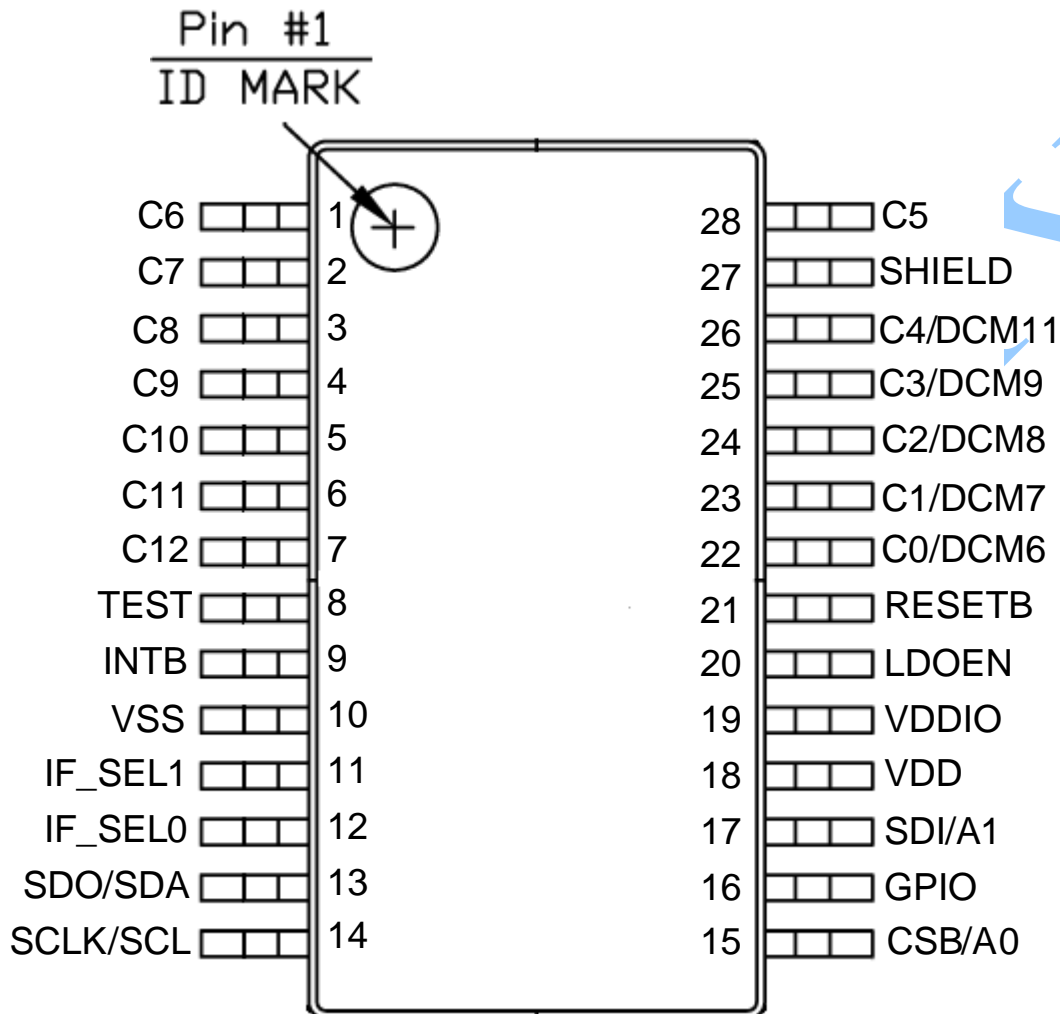 Pin #1
ID MARK
C6 1 28 C5
C7 2 27 SHIELD
C8 3 26 C4/DCM11
C9 4 25 C3/DCM9
C10 5 24 C2/DCM8
C11 6 23 C1/DCM7
C12 7 22 C0/DCM6
TEST 8 21 RESETB
INTB 9 20 LDOEN
VSS 10 19 VDDIO
IF_SEL1 11 18 VDD
IF_SEL0 12 17 SDI/A1
SDO/SDA 13 16 GPIO
SCLK/SCL 14 15 CSB/A0